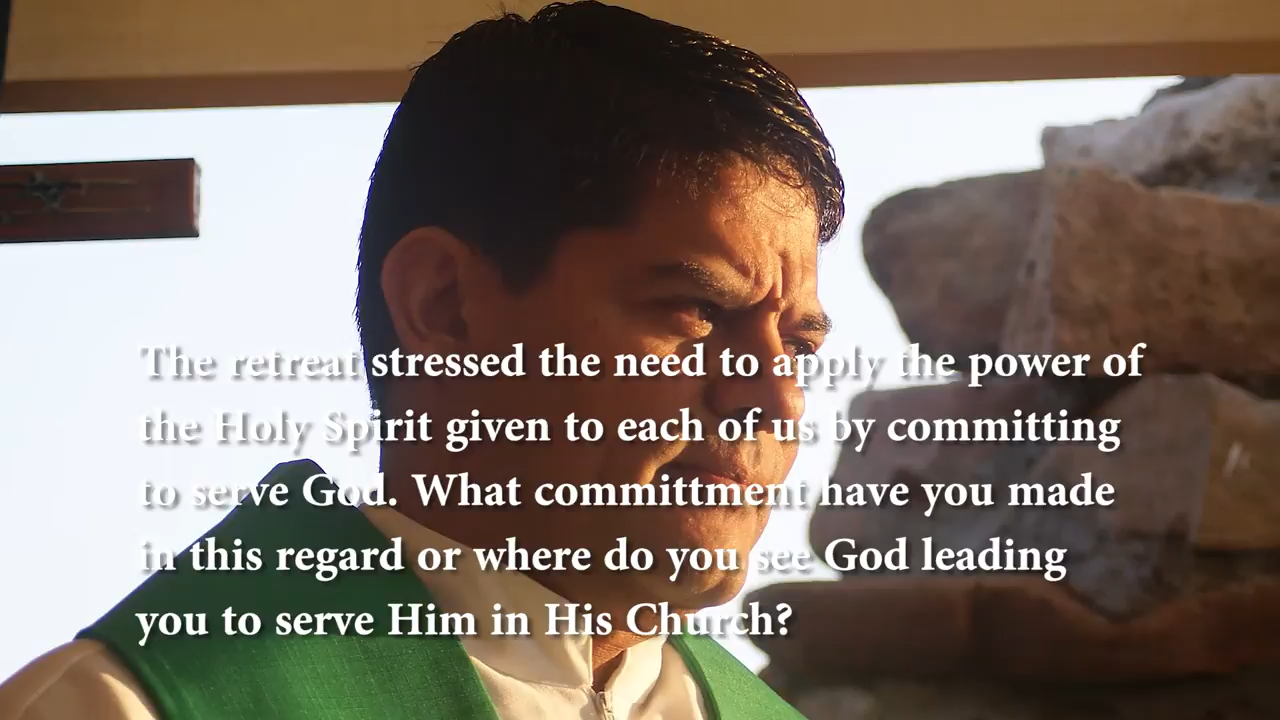 The retreat stressed the need to apply the power of
the Holy Spirit given to each of us by committing
to serve God. What committment have you made
in this regard or where do you see God leading
you to serve Him in His Church?